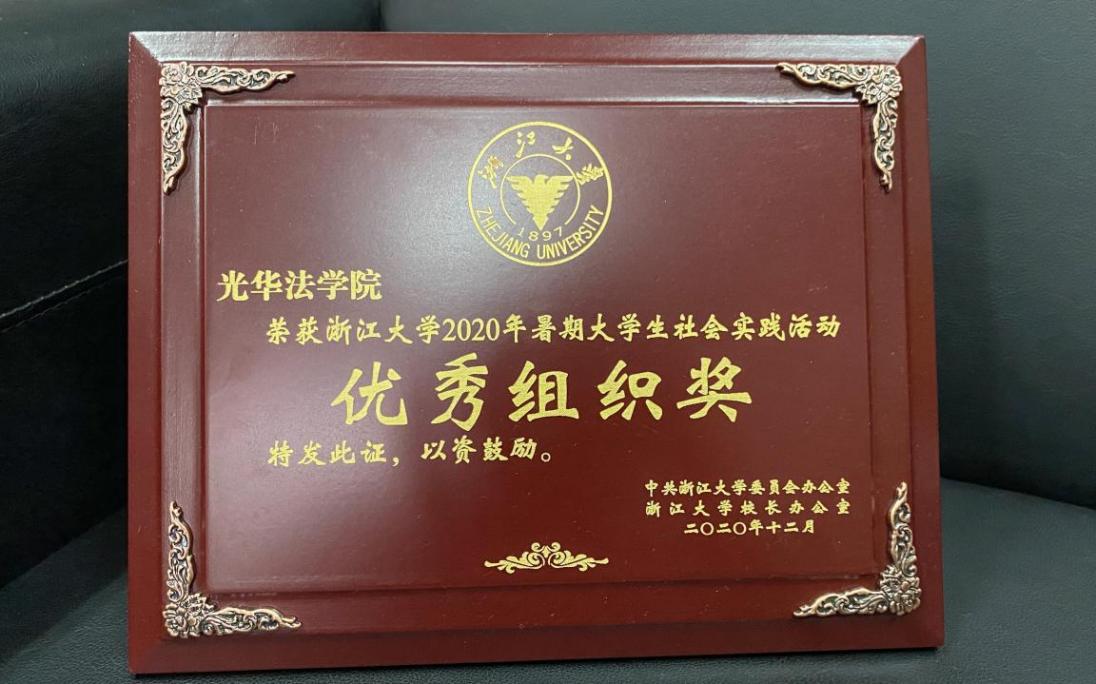 浙江大學
1897
ZHEJIANG UNIVERSITY
光华法学院
荣获浙江大学2020年暑期大学生社会实践活动
优秀组织奖
特发此证，以资鼓励。
中共浙江大学委员会办公室
浙江大学校长办公室
二〇二〇年十二月